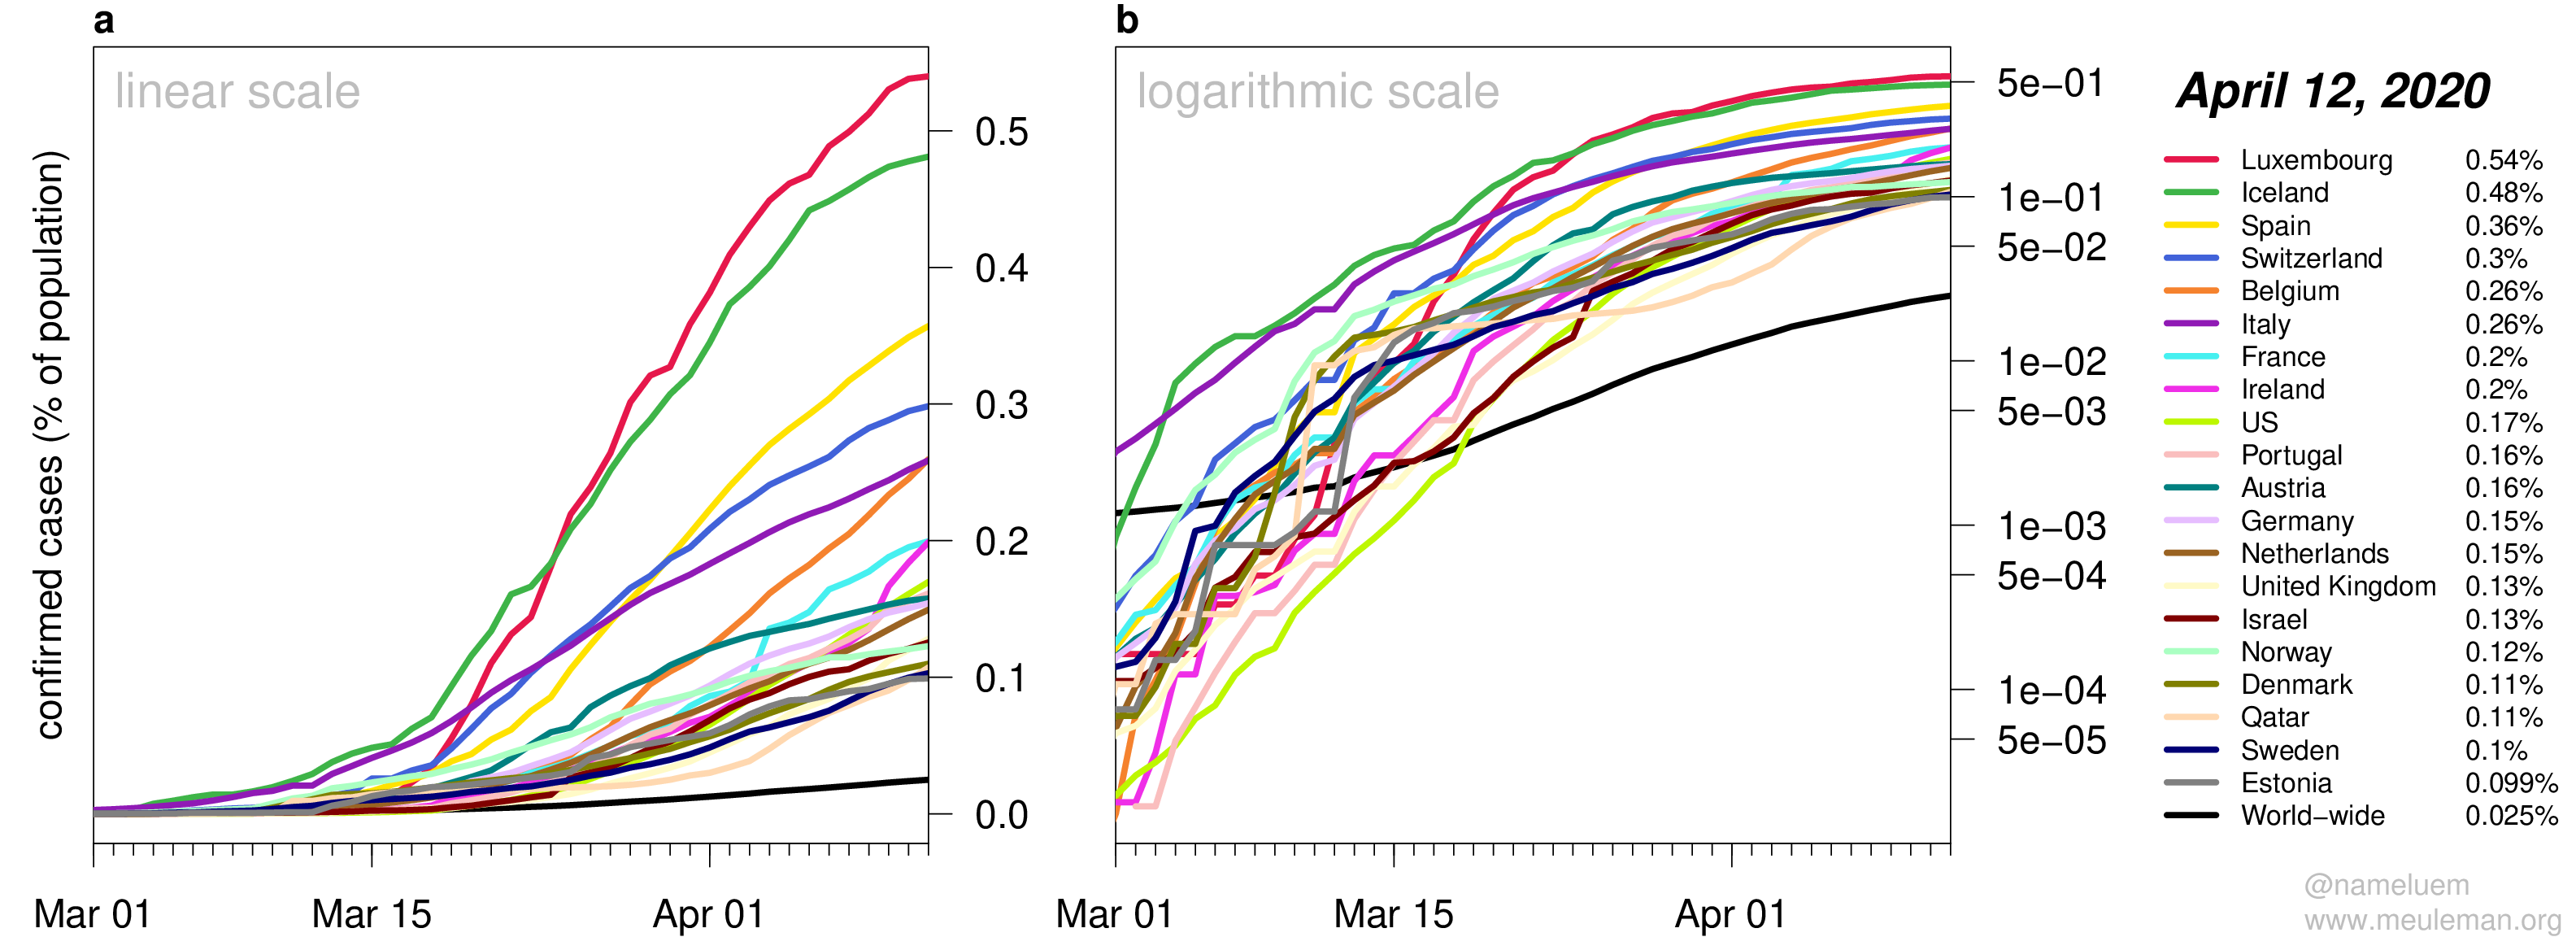 a
linear scale
confirmed cases (% of population)
0.5
0.4
0.3
0.2
0.1
0.0
Mar 01
Mar 15
Apr 01
b
logarithmic scale
5e−01
1e−01
5e−02
1e−02
5e−03
1e−03
5e−04
1e−04
5e−05
Mar 01
Mar 15
Apr 01
April 12, 2020
Luxembourg 0.54%
Iceland 0.48%
Spain 0.36%
Switzerland 0.3%
Belgium 0.26%
Italy 0.26%
France 0.2%
Ireland 0.2%
US 0.17%
Portugal 0.16%
Austria 0.16%
Germany 0.15%
Netherlands 0.15%
United Kingdom 0.13%
Israel 0.13%
Norway 0.12%
Denmark 0.11%
Qatar 0.11%
Sweden 0.1%
Estonia 0.099%
World−wide 0.025%
@nameluem
www.meuleman.org